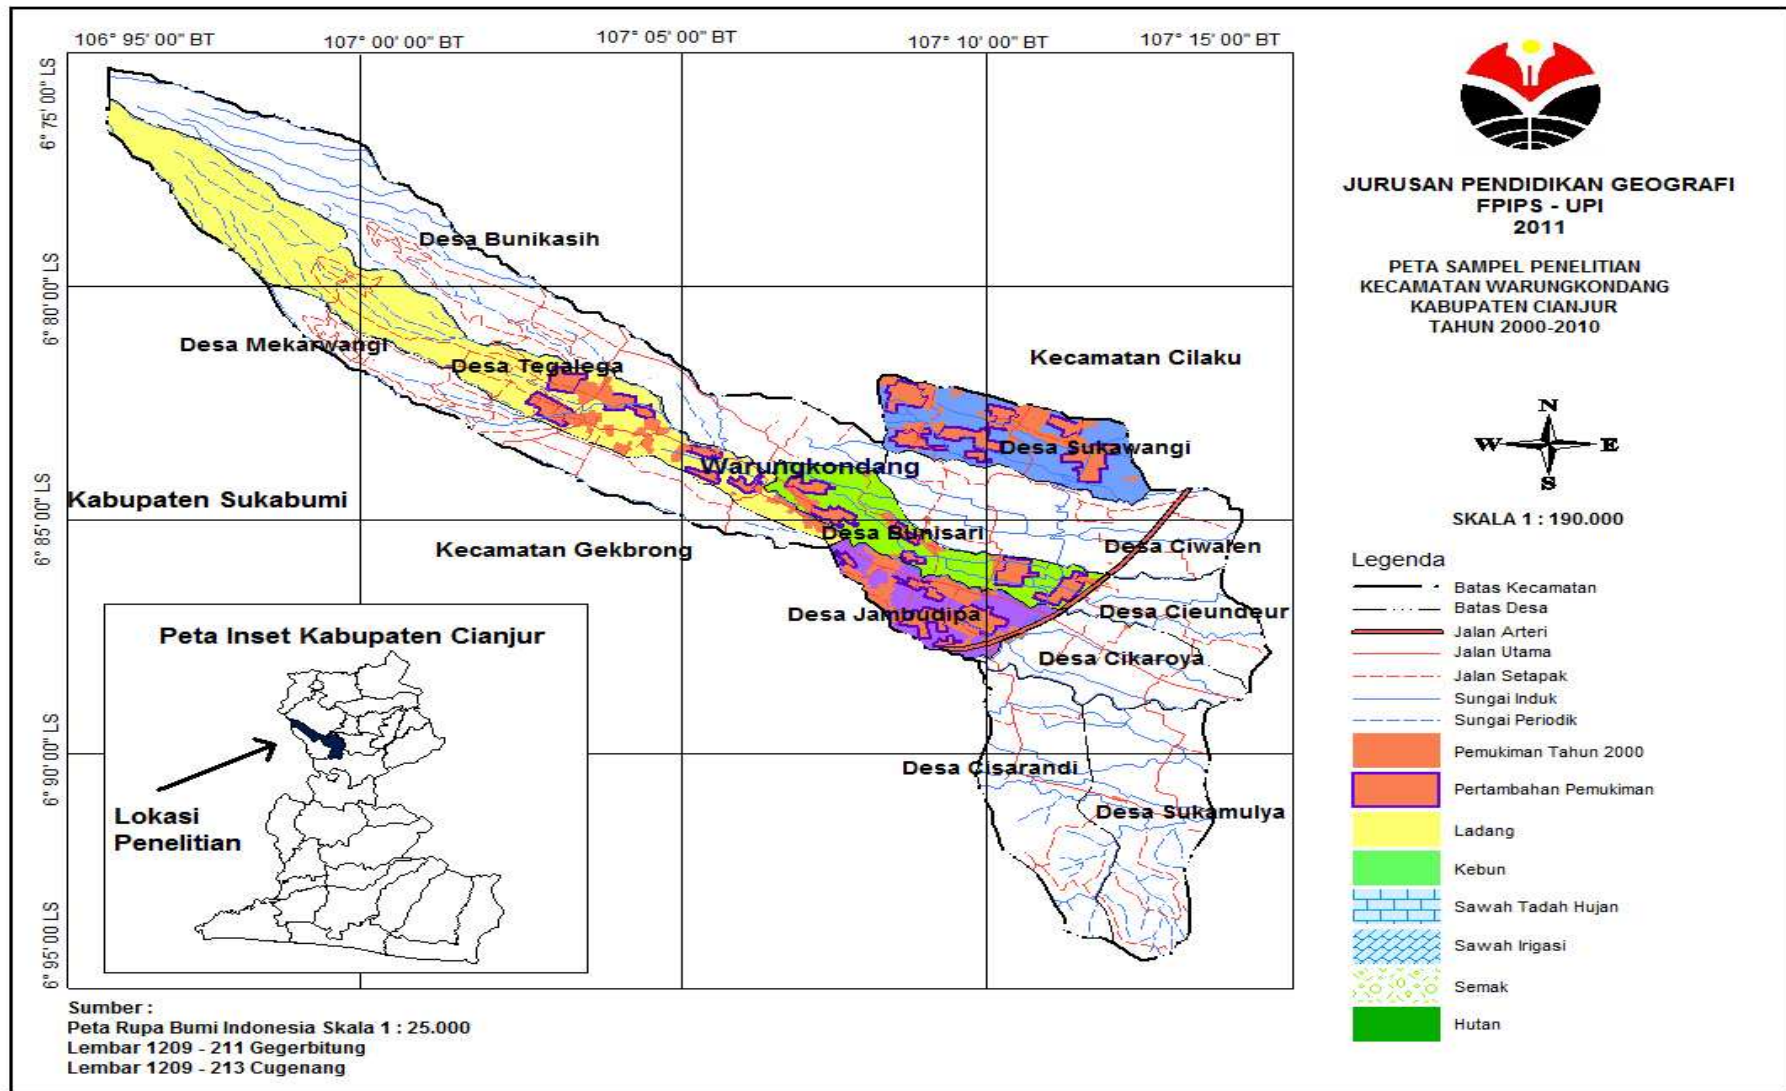 106° 95' 00" BT
107° 00' 00" BT
107° 05' 00" BT
107° 10' 00" BT
107° 15' 00" BT
6° 75' 00" LS
6° 80' 00" LS
6° 85' 00" LS
6° 90' 00" LS
6° 95' 00 LS
Desa Bunikasih
Desa Mekarwangi
Desa Tegalega
Kecamatan Cilaku
Desa Sukawangi
Warungkondang
Kabupaten Sukabumi
Desa Bunisari
Kecamatan Gekbrong
Desa Ciwalen
Desa Jambudipa
Desa Cieundeur
Desa Cikaroya
Desa Cisarandi
Desa Sukamulya
Peta Inset Kabupaten Cianjur
Lokasi
Penelitian
Sumber :
Peta Rupa Bumi Indonesia Skala 1 : 25.000
Lembar 1209 - 211 Gegerbitung
Lembar 1209 - 213 Cugenang
JURUSAN PENDIDIKAN GEOGRAFI
FPIPS - UPI
2011
PETA SAMPEL PENELITIAN
KECAMATAN WARUNGKONDANG
KABUPATEN CIANJUR
TAHUN 2000-2010
N
W E
S
SKALA 1 : 190.000
Legenda
Batas Kecamatan
Batas Desa
Jalan Arteri
Jalan Utama
Jalan Setapak
Sungai Induk
Sungai Periodik
Pemukiman Tahun 2000
Pertambahan Pemukiman
Ladang
Kebun
Sawah Tadah Hujan
Sawah Irigasi
Semak
Hutan